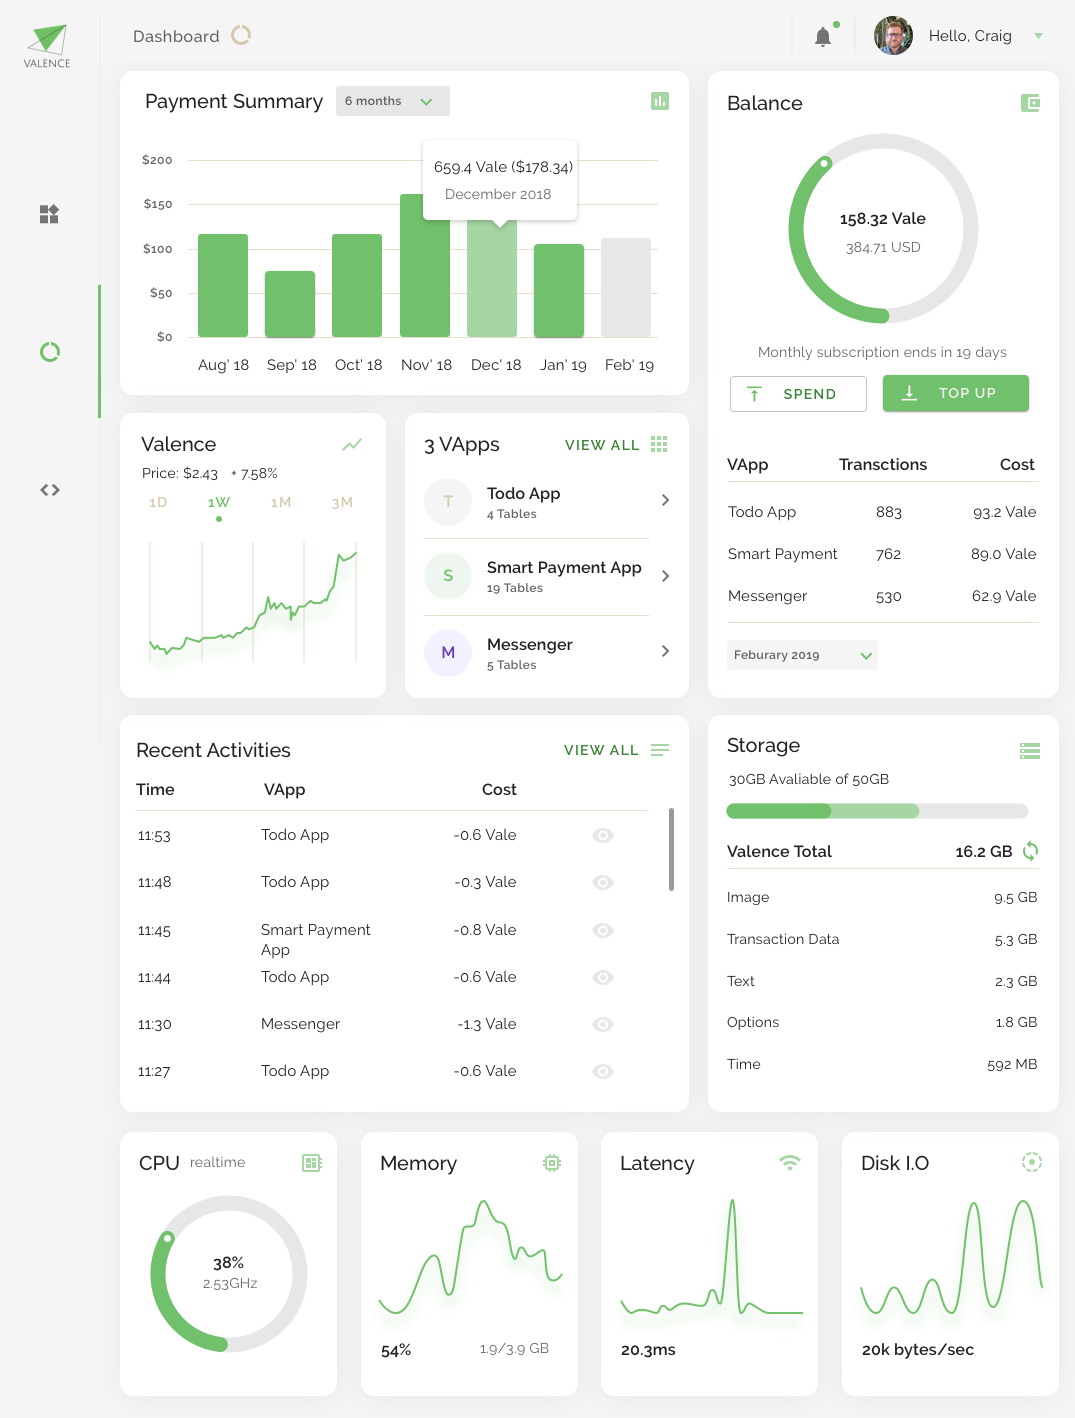 VALENCE
Dashboard
Hello, Craig
Payment Summary
6 months
659.4 Vale ($178.34)
December 2018
$200
$150
$100
$50
$0
Aug' 18 Sep' 18 Oct' 18 Nov' 18 Dec' 18 Jan' 19 Feb' 19
Balance
158.32 Vale
384.71 USD
Monthly subscription ends in 19 days
SPEND
TOP UP
VApp Transctions Cost
Todo App 883 93.2 Vale
Smart Payment 762 89.0 Vale
Messenger 530 62.9 Vale
Feburary 2019
Valence
Price: $2.43 + 7.58%
1D 1W 1M 3M
3 VApps
VIEW ALL
T
Todo App
4 Tables
S
Smart Payment App
19 Tables
M
Messenger
5 Tables
Recent Activities
VIEW ALL
Time VApp Cost
11:53 Todo App -0.6 Vale
11:48 Todo App -0.3 Vale
11:45 Smart Payment -0.8 Vale
App
11:44 Todo App -0.6 Vale
11:30 Messenger -1.3 Vale
11:27 Todo App -0.6 Vale
Storage
30GB Avaliable of 50GB
Valence Total 16.2 GB
Image 9.5 GB
Transaction Data 5.3 GB
Text 2.3 GB
Options 1.8 GB
Time 592 MB
CPU realtime
38%
2.53GHz
Memory
54% 1.9/3.9 GB
Latency
20.3ms
Disk I.O
20k bytes/sec